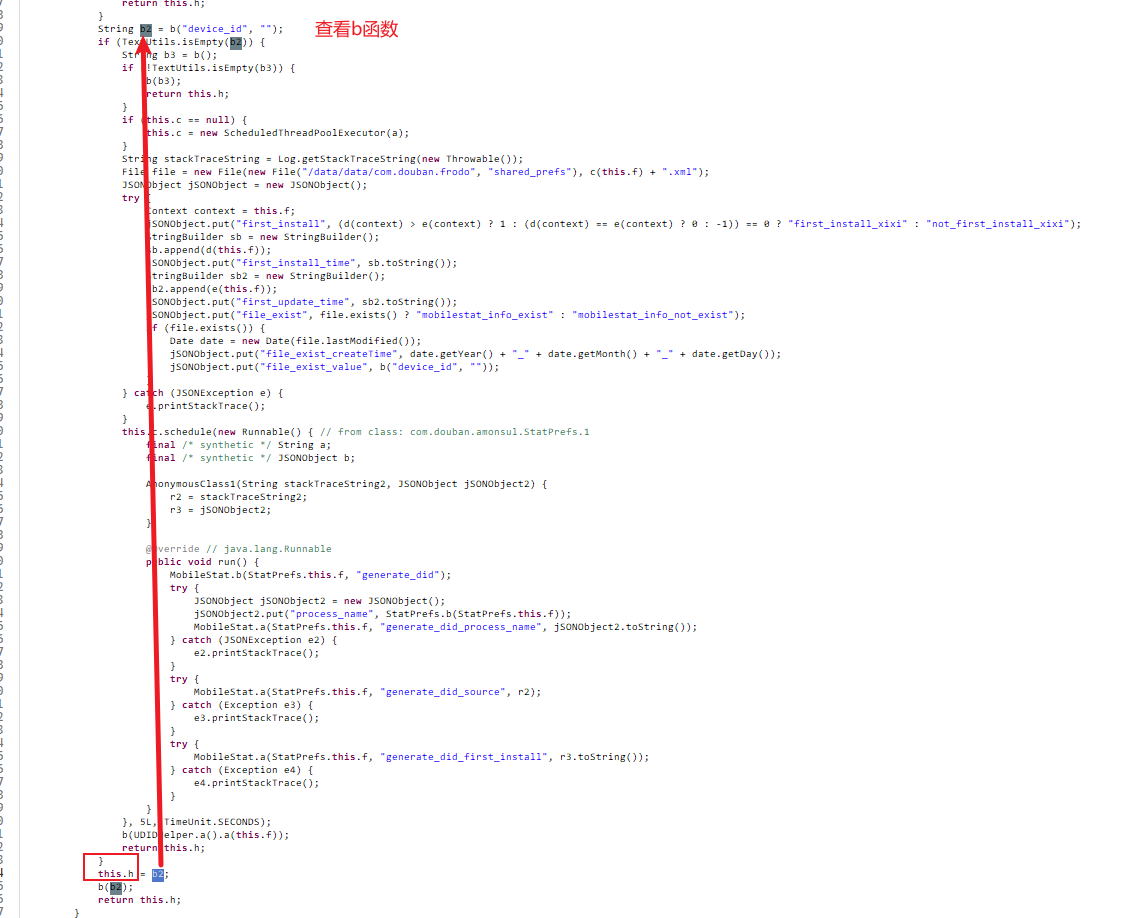 return this.h;
}
String b2 = b("device_id", "");
查看b函数
if (TextUtils.isEmpty(b2)) {
String b3 = b();
if (!TextUtils.isEmpty(b3)) {
b(b3);
return this.h;
}
if (this.c == null) {
this.c = new ScheduledThreadPoolExecutor(a);
}
String stackTraceString = Log.getStackTraceString(new Throwable());
File file = new File(new File("/data/data/com.douban.frodo", "shared_prefs"), c(this.f) + ".xml");
JSONObject jSONObject = new JSONObject();
try {
Context context = this.f;
jSONObject.put("first_install", (d(context) > e(context) ? 1 : (d(context) == e(context) ? 0 : -1)) == 0 ? "first_install_xixi" : "not_first_install_xixi");
StringBuilder sb = new StringBuilder();
sb.append(d(this.f));
jSONObject.put("first_install_time", sb.toString());
StringBuilder sb2 = new StringBuilder();
sb2.append(e(this.f));
jSONObject.put("first_update_time", sb2.toString());
jSONObject.put("file_exist", file.exists() ? "mobilestat_info_exist" : "mobilestat_info_not_exist");
if (file.exists()) {
Date date = new Date(file.lastModified());
jSONObject.put("file_exist_createTime", date.getYear() + "_" + date.getMonth() + "_" + date.getDay());
jSONObject.put("file_exist_value", b("device_id", ""));
} catch (JSONException e) {
e.printStackTrace();
}
this.c.schedule(new Runnable() { // from class: com.douban.amonsul.StatPrefs.1
final /* synthetic */ String a;
final /* synthetic */ JSONObject b;
AnonymousClass1(String stackTraceString2, JSONObject jSONObject2) {
r2 = stackTraceString2;
r3 = jSONObject2;
}
@Override // java.lang.Runnable
public void run() {
MobileStat.b(StatPrefs.this.f, "generate_did");
try {
JSONObject jSONObject2 = new JSONObject();
jSONObject2.put("process_name", StatPrefs.b(StatPrefs.this.f));
MobileStat.a(StatPrefs.this.f, "generate_did_process_name", jSONObject2.toString());
} catch (JSONException e2) {
e2.printStackTrace();
}
try {
MobileStat.a(StatPrefs.this.f, "generate_did_source", r2);
} catch (Exception e3) {
e3.printStackTrace();
}
try {
MobileStat.a(StatPrefs.this.f, "generate_did_first_install", r3.toString());
} catch (Exception e4) {
e4.printStackTrace();
}
}
}, 5L, TimeUnit.SECONDS);
b(UDIDHelper.a().a(this.f));
return this.h;
}
this.h = b2;
b(b2);
return this.h;
}